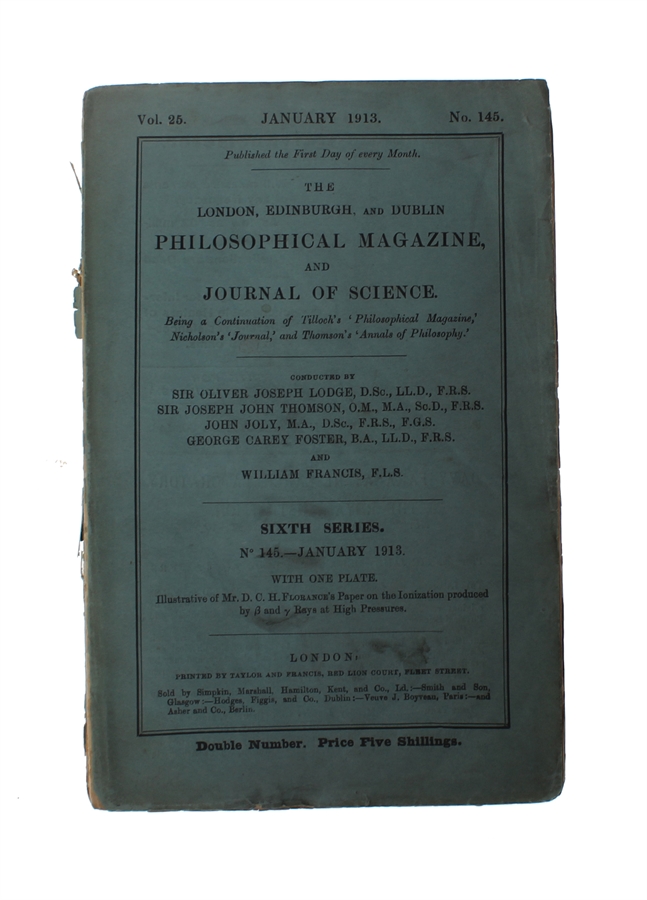 Vol. 25. JANUARY 1913. No. 145.
Published the First Day of every Month.
THE
LONDON, EDINBURGH, AND DUBLIN
PHILOSOPHICAL MAGAZINE,
AND
JOURNAL OF SCIENCE.
Being a Continuation of Tilloch's 'Philosophical Magazine,'
Nicholson's 'Journal,' and Thomson's 'Annals of Philosophy.'
CONDUCTED BY
SIR OLIVER JOSEPH LODGE, D.Sc., LL.D., F.R.S.
SIR JOSEPH JOHN THOMSON, O.M., M.A., Sc.D., F.R.S.
JOHN JOLY, M.A., D.Sc., F.R.S., F.G.S.
GEORGE CAREY FOSTER, B.A., LL.D., F.R.S.
AND
WILLIAM FRANCIS, F.L.S.
SIXTH SERIES.
Nº 145.—JANUARY 1913.
WITH ONE PLATE.
Illustrative of Mr. D. C. H. FLORANCE's Paper on the Ionization produced
by β and γ Rays at High Pressures.
LONDON:
PRINTED BY TAYLOR AND FRANCIS, RED LION COURT, FLEET STREET.
Sold by Simpkin, Marshall, Hamilton, Kent, and Co., Ld.;—Smith and Son,
Glasgow;—Hodges, Figgis, and Co., Dublin;—Veuve J. Boyveau, Paris;—and
Asher and Co., Berlin.
Double Number. Price Five Shillings.